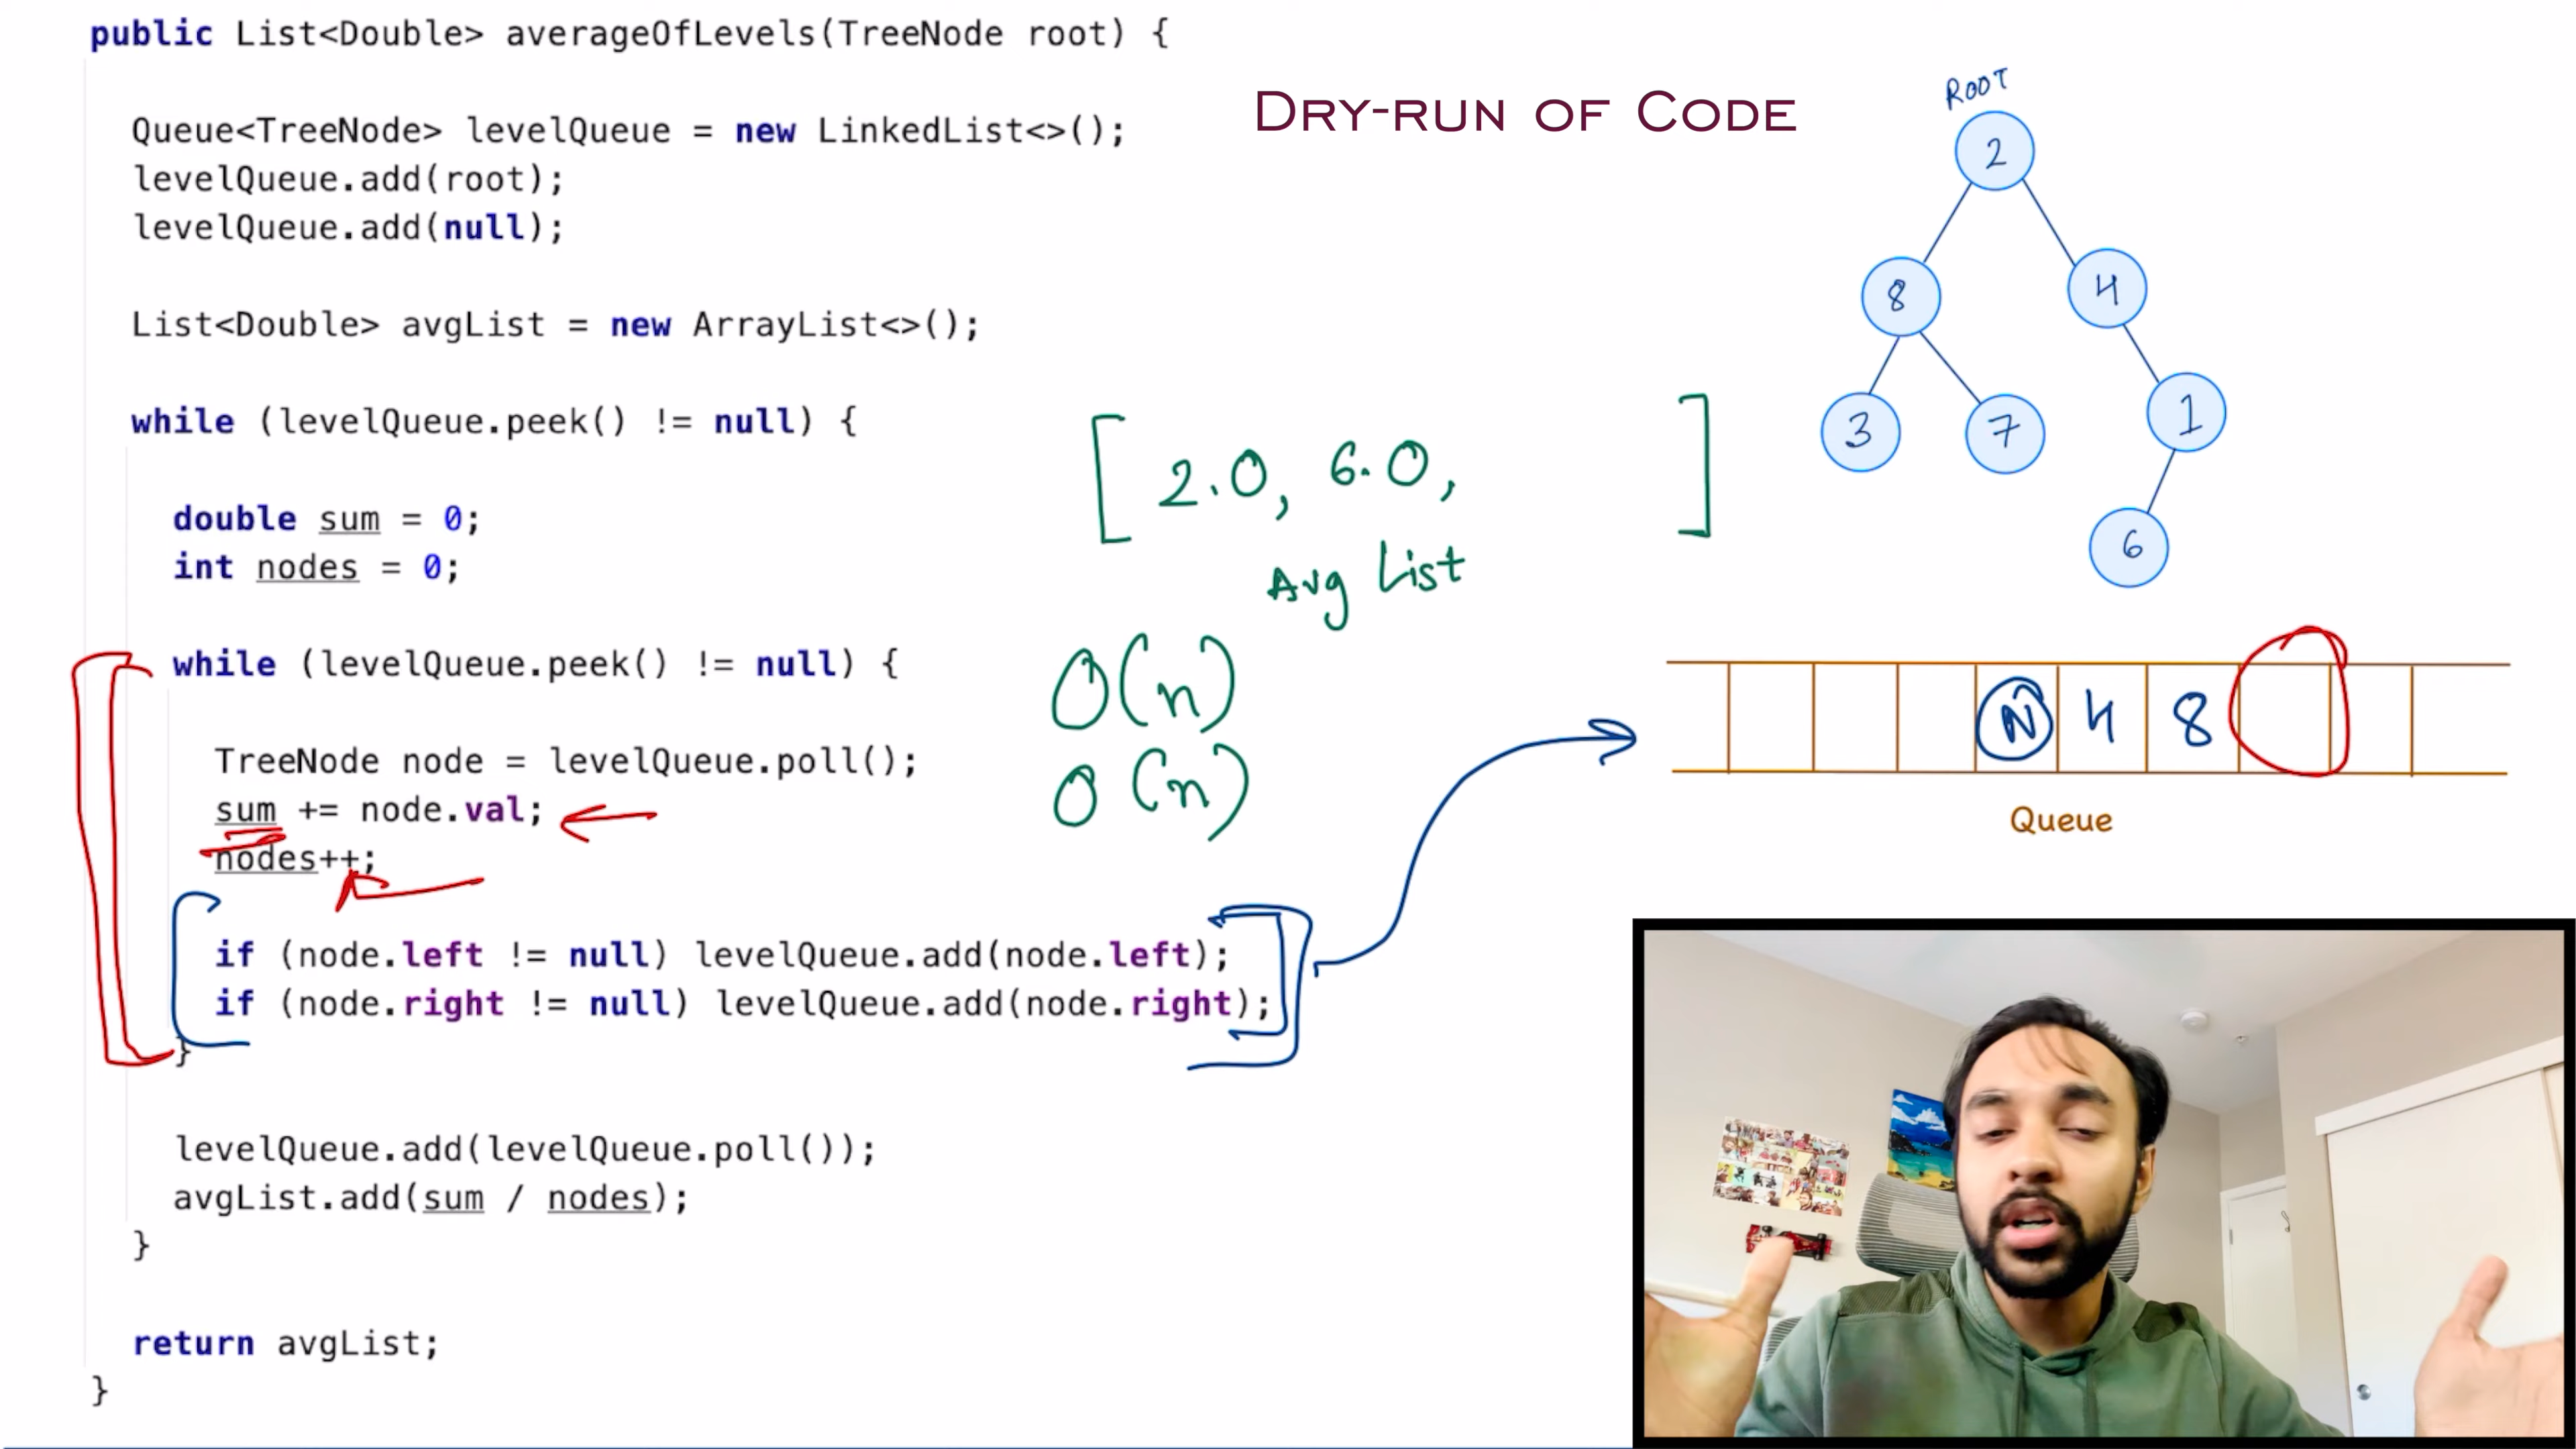 public List<Double> averageOfLevels(TreeNode root) {
Queue<TreeNode> levelQueue = new LinkedList<>();
levelQueue.add(root);
levelQueue.add(null);
List<Double> avgList = new ArrayList<>();
while (levelQueue.peek() != null) {
double sum = 0;
int nodes = 0;
while (levelQueue.peek() != null) {
TreeNode node = levelQueue.poll();
sum += node.val;
nodes++;
if (node.left != null) levelQueue.add(node.left);
if (node.right != null) levelQueue.add(node.right);
}
levelQueue.add(levelQueue.poll());
avgList.add(sum / nodes);
}
return avgList;
}
DRY-RUN OF CODE
[ 2.0, 6.0, ]
Avg List
O(n)
O(n)
ROOT
2
8
4
3
7
1
6
N 4 8
Queue